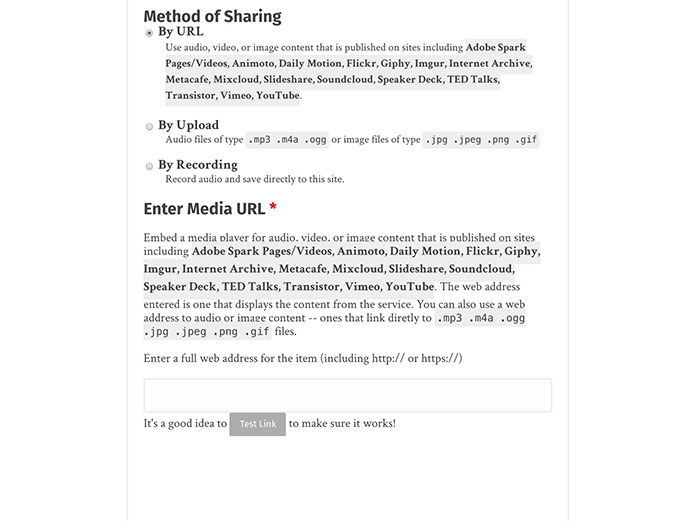 Method of Sharing
By URL
Use audio, video, or image content that is published on sites including Adobe Spark
Pages/Videos, Animoto, Daily Motion, Flickr, Giphy, Imgur, Internet Archive,
Metacafe, Mixcloud, Slideshare, Soundcloud, Speaker Deck, TED Talks,
Transistor, Vimeo, YouTube.
By Upload
Audio files of type .mp3 .m4a .ogg or image files of type .jpg .jpeg .png .gif
By Recording
Record audio and save directly to this site.
Enter Media URL *
Embed a media player for audio, video, or image content that is published on sites
including Adobe Spark Pages/Videos, Animoto, Daily Motion, Flickr, Giphy,
Imgur, Internet Archive, Metacafe, Mixcloud, Slideshare, Soundcloud,
Speaker Deck, TED Talks, Transistor, Vimeo, YouTube. The web address
entered is one that displays the content from the service. You can also use a web
address to audio or image content -- ones that link diretly to .mp3 .m4a .ogg
.jpg .jpeg .png .gif files.
Enter a full web address for the item (including http:// or https://)
It's a good idea to Test Link to make sure it works!